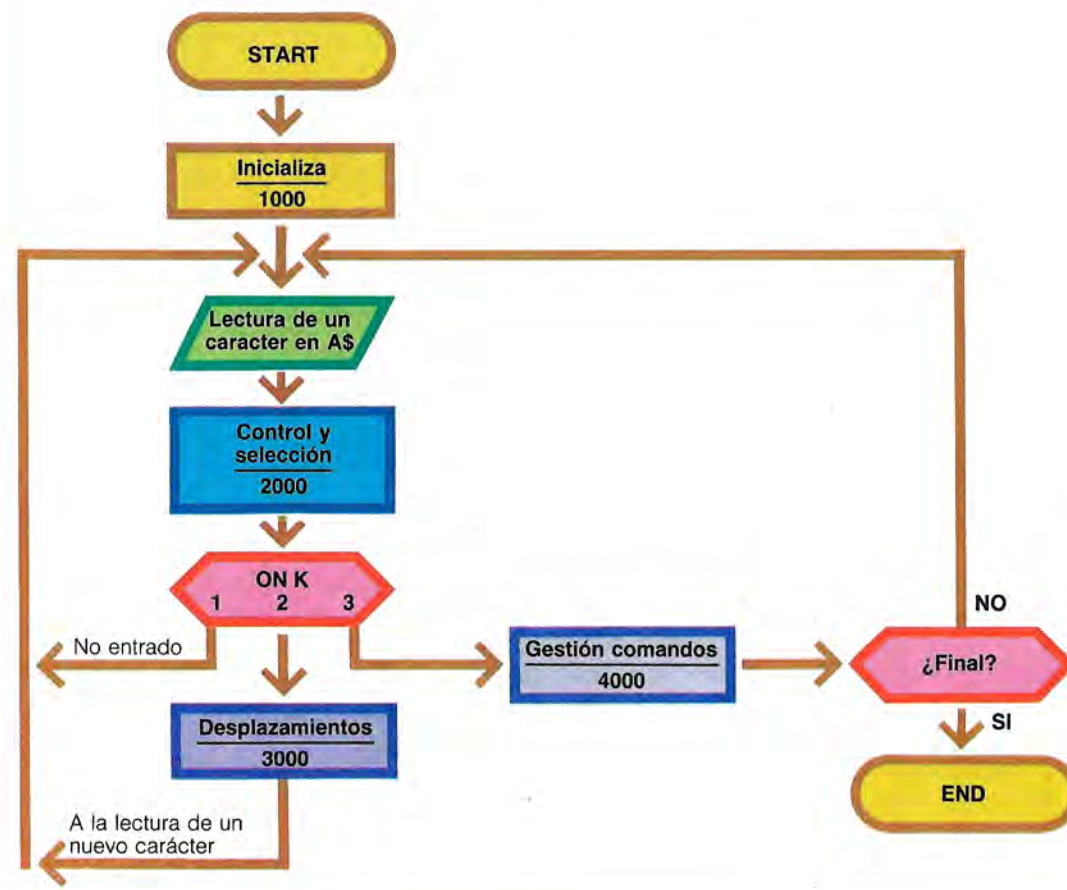 START
Inicializa
1000
Lectura de un
caracter en A$
Control y
selección
2000
ON K
1 2 3
No entrado
Desplazamientos
3000
A la lectura de un
nuevo carácter
Gestión comandos
4000
¿Final?
NO
SI
END